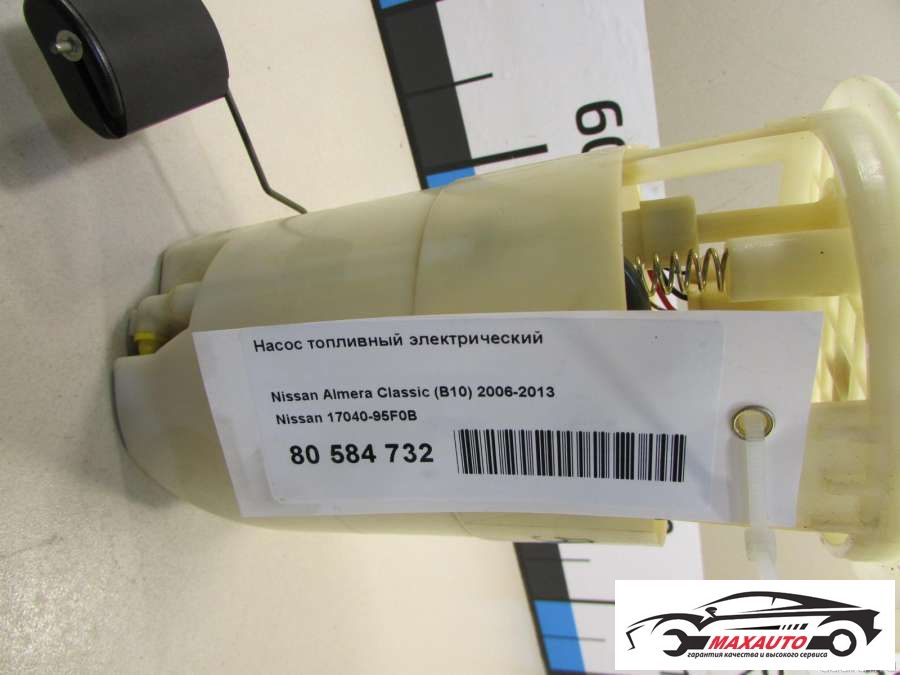 60
Насос топливный электрический
Nissan Almera Classic (B10) 2006-2013
Nissan 17040-95F0B
80 584 732
MAXAUTO
гарантия качества и высокого сервиса